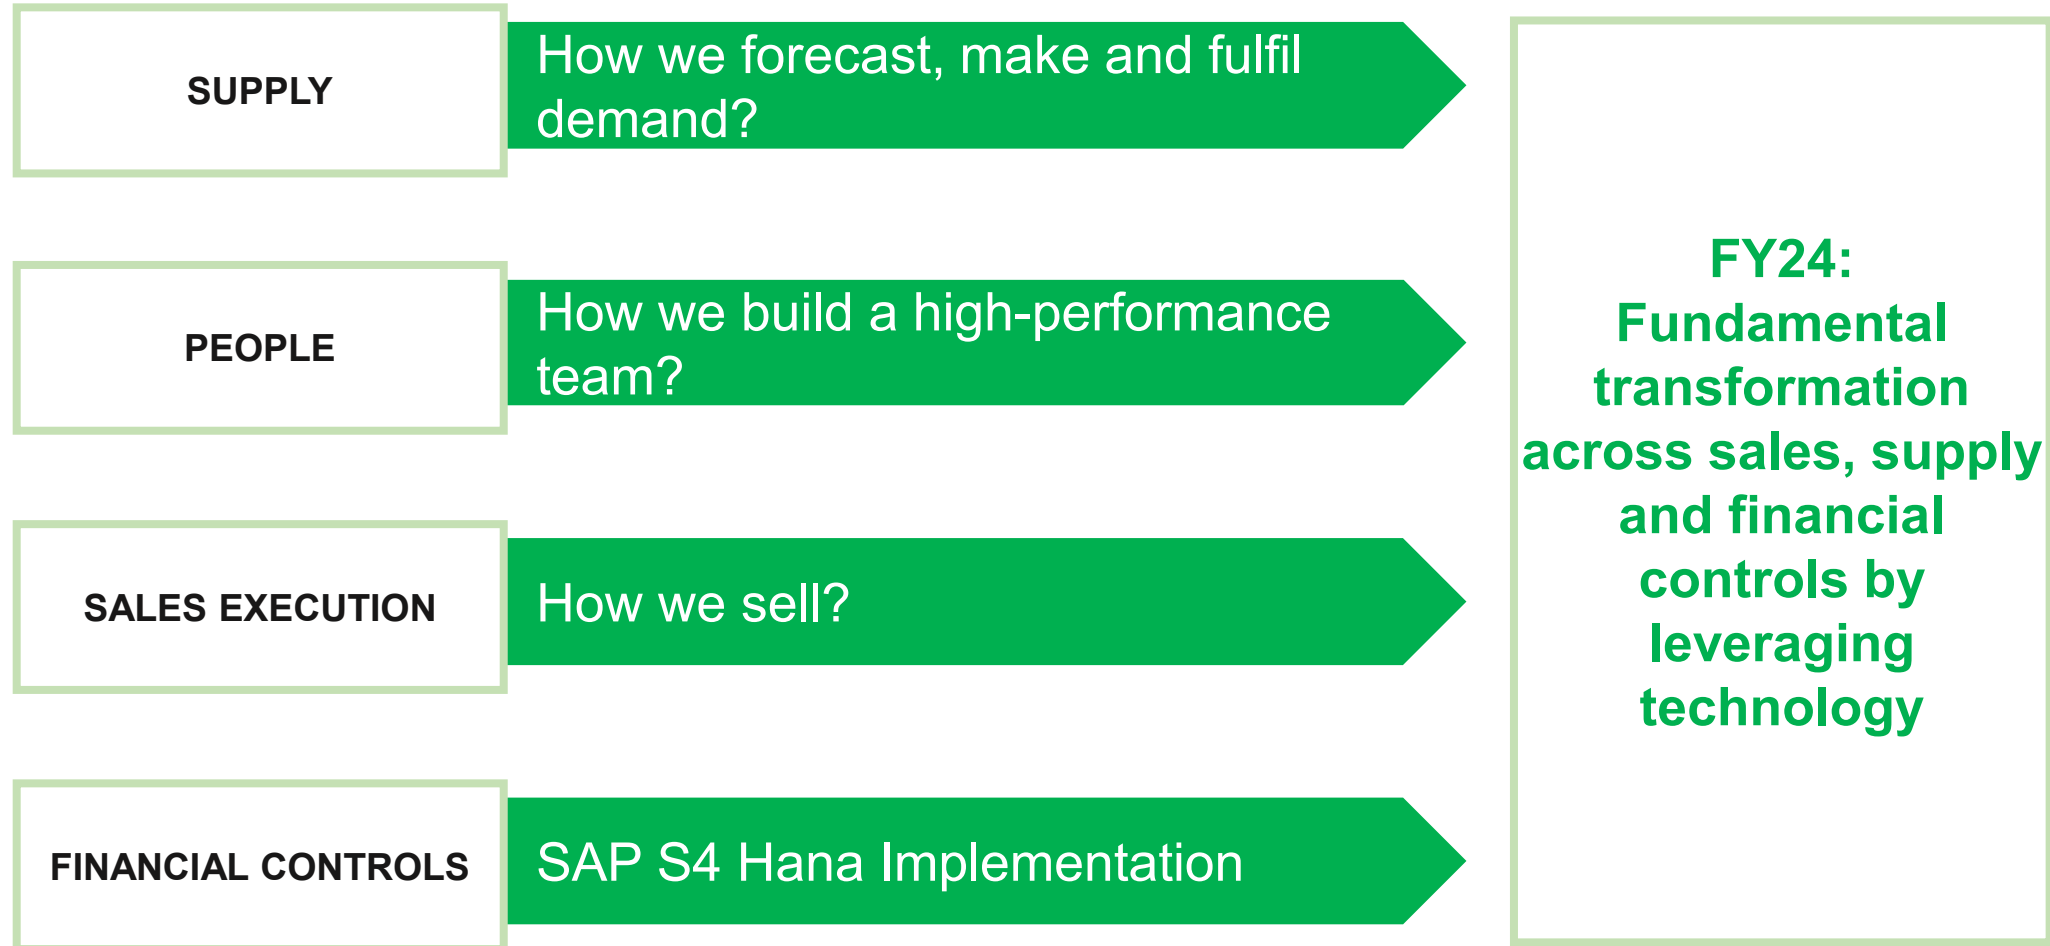 SUPPLY
How we forecast, make and fulfil
demand?
PEOPLE
How we build a high-performance
team?
SALES EXECUTION
How we sell?
FINANCIAL CONTROLS
SAP S4 Hana Implementation
FY24:
Fundamental
transformation
across sales, supply
and financial
controls by
leveraging
technology